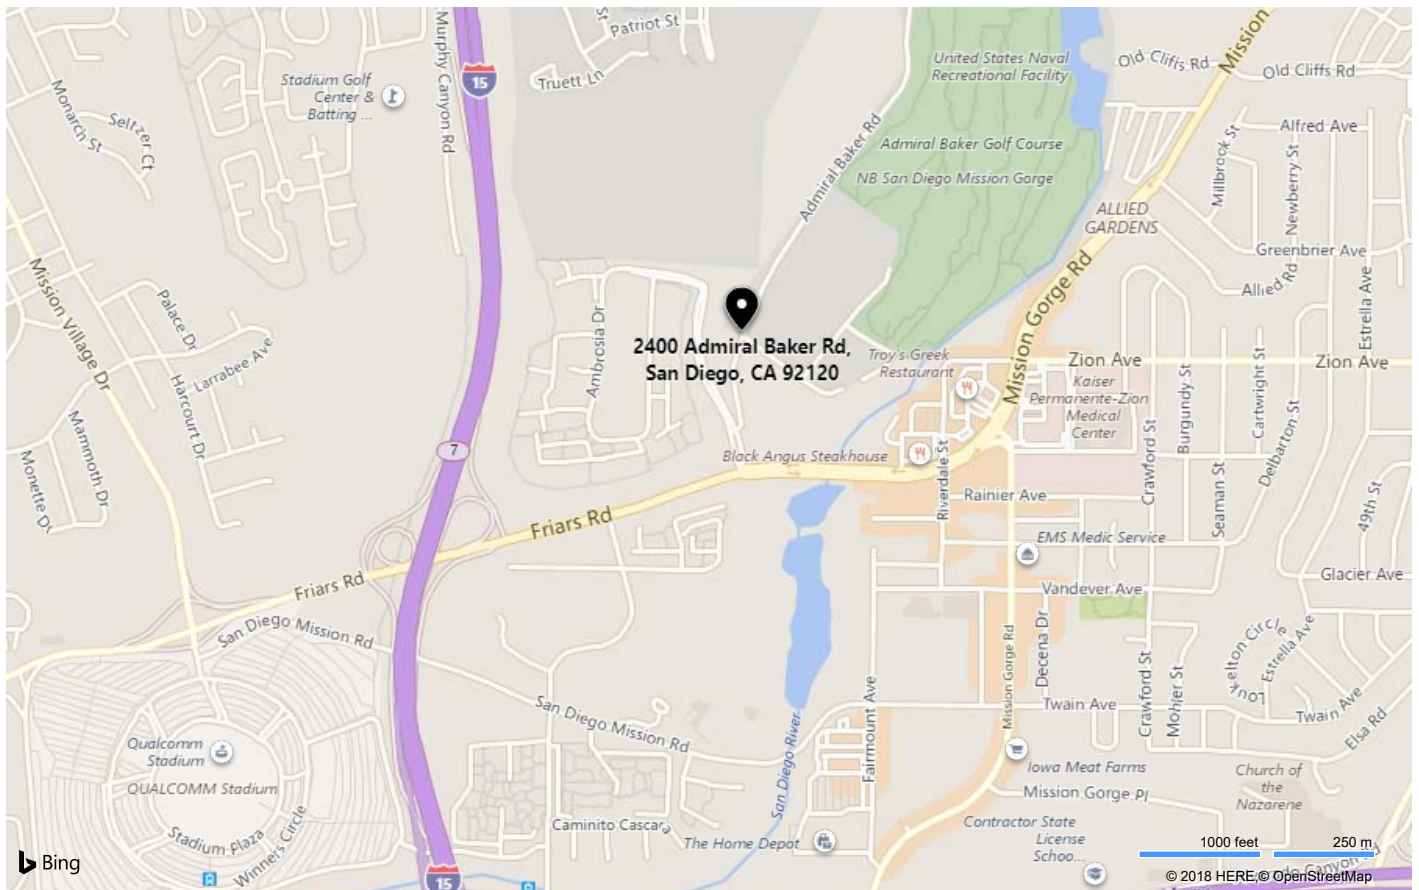 Patriot St
Truett Ln
Murphy Canyon Rd
15
Stadium Golf
Center &
Batting ...
Monarch St
Seltzer Ct
United States Naval
Recreational Facility
Old Cliffs Rd
Mission
Old Cliffs Rd
Admiral Baker Rd
Admiral Baker Golf Course
NB San Diego Mission Gorge
Alfred Ave
Millbrook St
Newberry St
ALLIED
GARDENS
Greenbrier Ave
Allied Rd
Estrella Ave
Mission Gorge Rd
Mission Village Dr
Palace Dr
Larrabee Ave
Harcourt Dr
Ambrosia Dr
2400 Admiral Baker Rd,
San Diego, CA 92120
Troy's Greek
Restaurant
Zion Ave
Zion Ave
Kaiser
Permanente-Zion
Medical
Center
Burgundy St
Cartwright St
Crawford St
Delbarton St
Seaman St
49th St
Mammoth Dr
Monette Dr
7
Black Angus Steakhouse
Riverdale St
Rainier Ave
Friars Rd
EMS Medic Service
Friars Rd
Vandever Ave
Glacier Ave
San Diego Mission Rd
Mission Gorge Rd
Decena Dr
Crawford St
Mohler St
Estrella Ave
San Diego Mission Rd
Fairmount Ave
Twain Ave
Twain Ave
Elsa Rd
San Diego River
Qualcomm
Stadium
QUALCOMM Stadium
Iowa Meat Farms
Mission Gorge Pl
Church of
the
Nazarene
Stadium Plaza
Winners Circle
Caminito Cascara
The Home Depot
Contractor State
License
Schoo...
1000 feet
250 m
Bing
15
© 2018 HERE,© OpenStreetMap